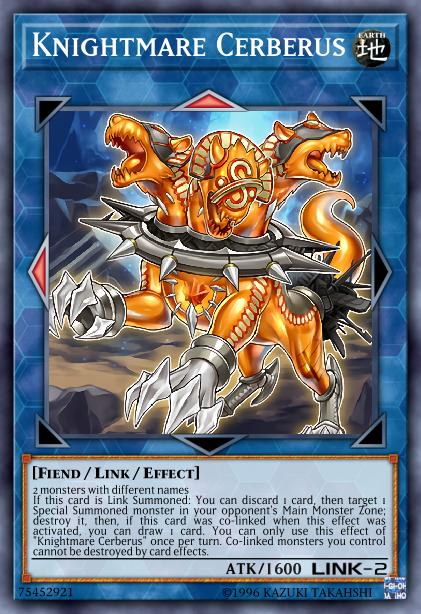 KNIGHTMARE CERBERUS
EARTH
地
[FIEND / LINK / EFFECT]
2 monsters with different names
If this card is Link Summoned: You can discard 1 card, then target 1
Special Summoned monster in your opponent's Main Monster Zone;
destroy it, then, if this card was co-linked when this effect was
activated, you can draw 1 card. You can only use this effect of
"Knightmare Cerberus" once per turn. Co-linked monsters you control
cannot be destroyed by card effects.
ATK/1600 LINK-2
75452921 ©1996 KAZUKI TAKAHSHI